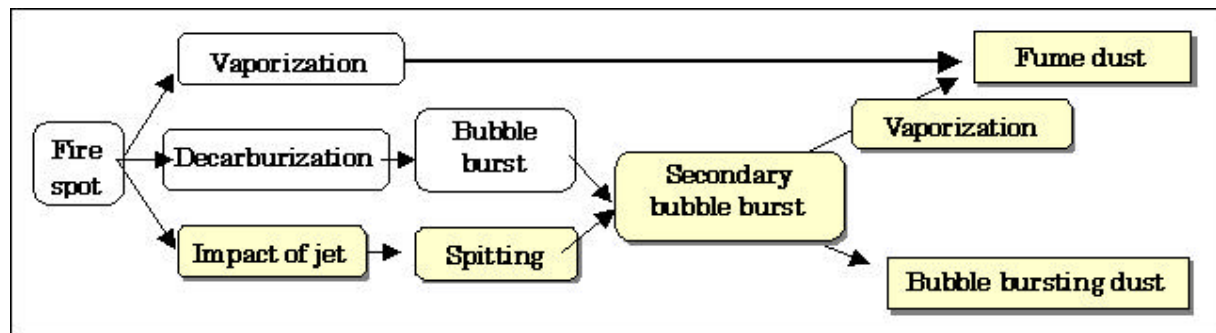 Vaporization
Fume dust
Vaporization
Fire
spot
Decarburization
Bubble
burst
Secondary
bubble burst
Impact of jet
Spitting
Bubble bursting dust